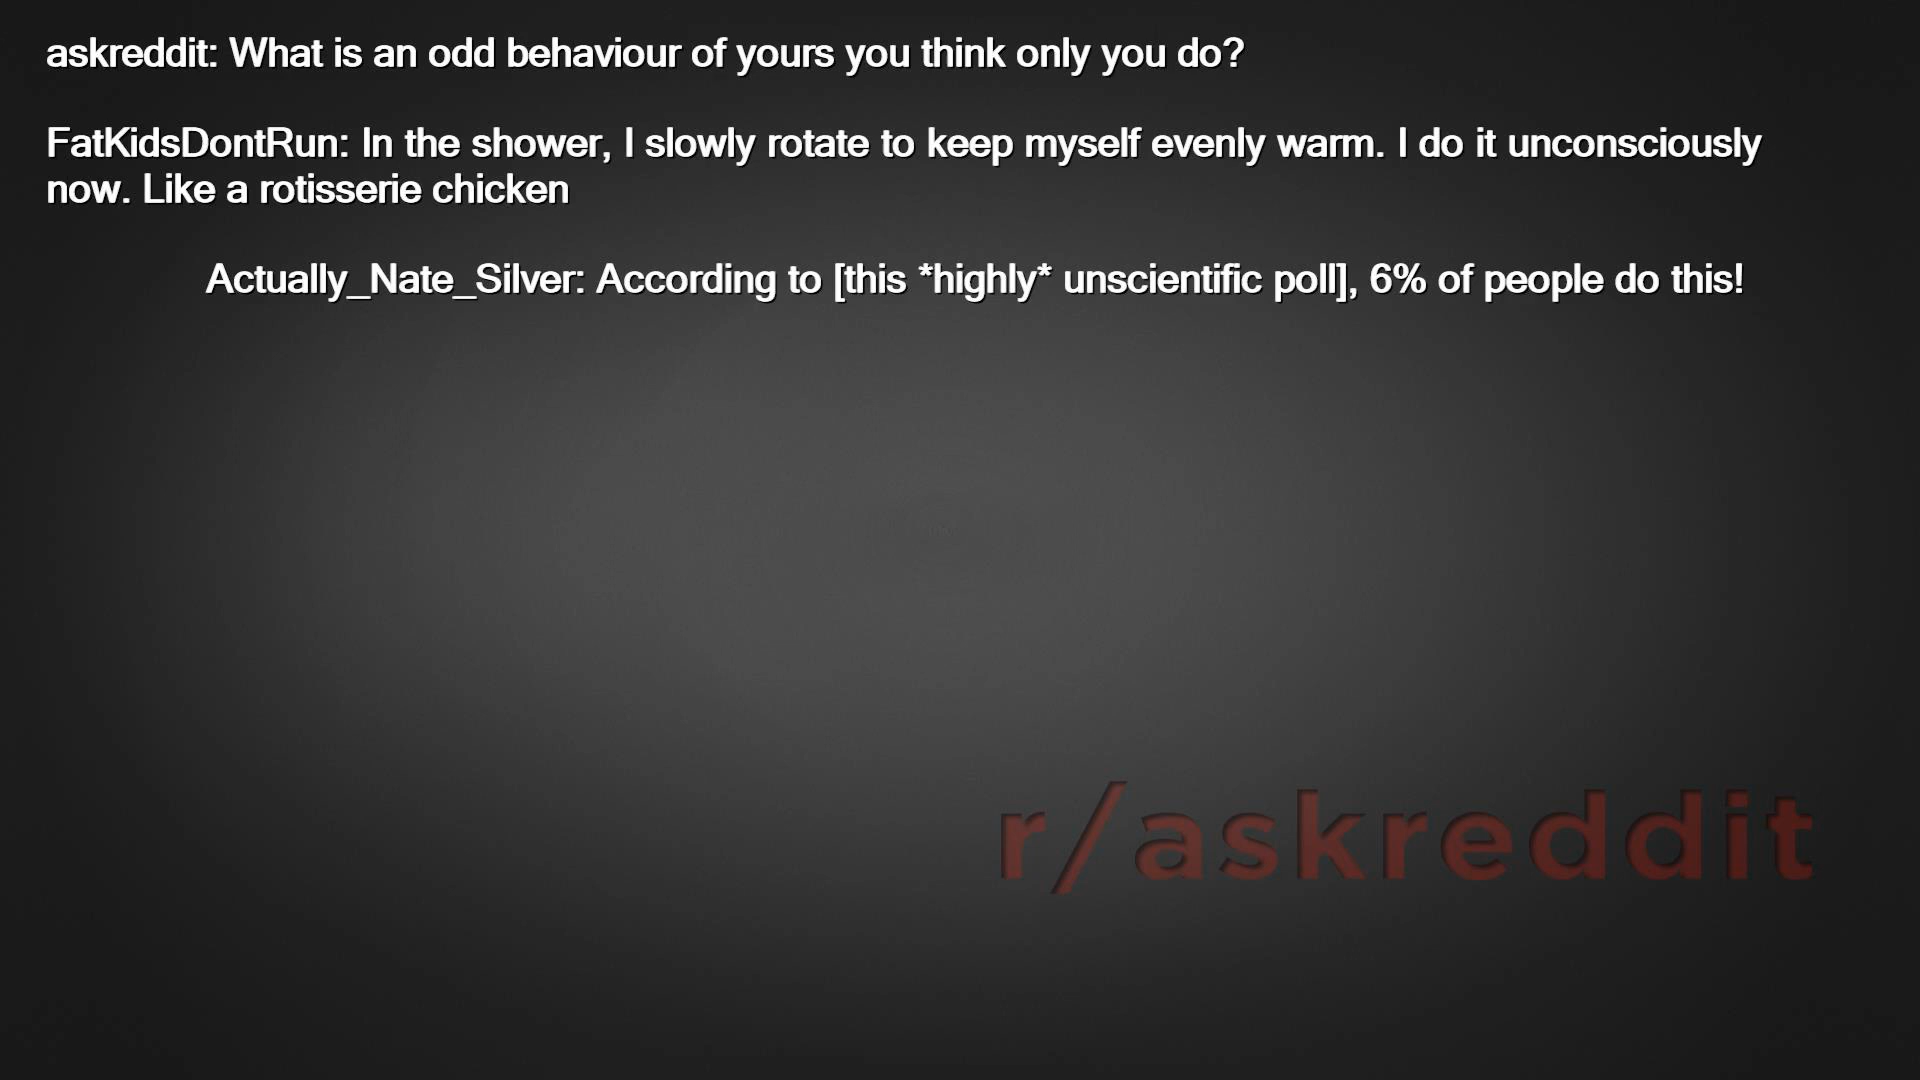 askreddit: What is an odd behaviour of yours you think only you do?
FatKidsDontRun: In the shower, I slowly rotate to keep myself evenly warm. I do it unconsciously
now. Like a rotisserie chicken
Actually_Nate_Silver: According to [this *highly* unscientific poll], 6% of people do this!
r/askreddit